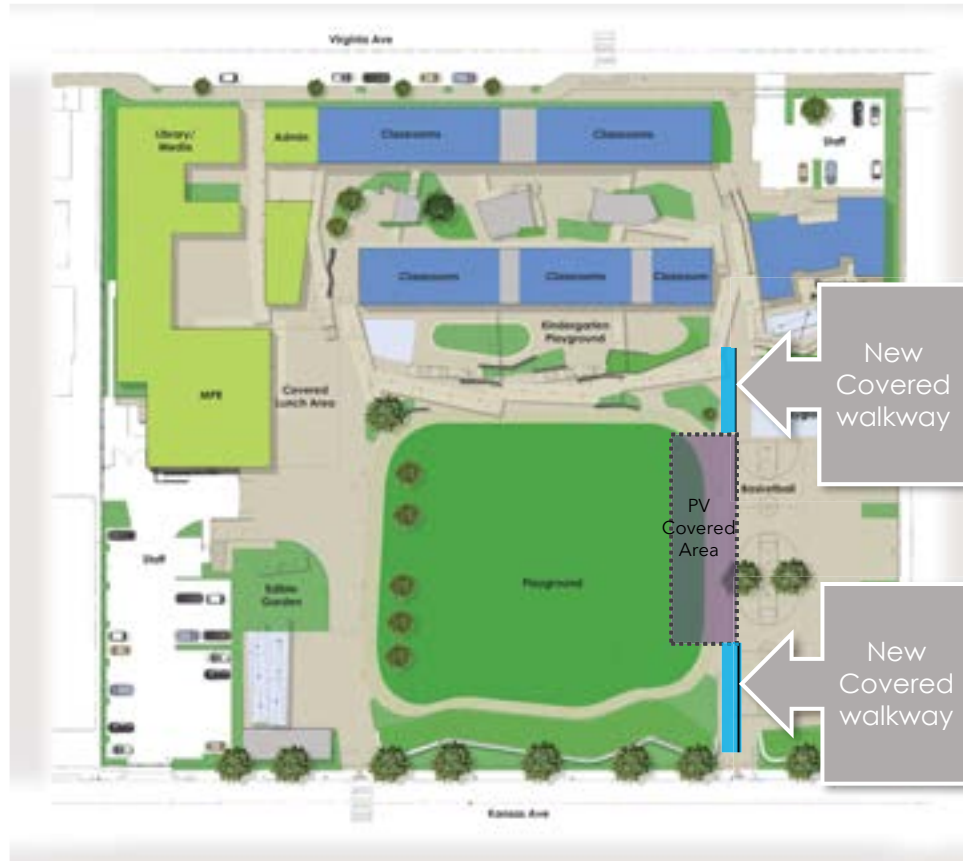 Virginia Ave
Library/
Media
Admin
Classrooms
Classrooms
Staff
Classrooms
Classrooms
Classroom
Kindergarten
Playground
New
Covered
walkway
MPR
Covered
Lunch Area
PV
Covered
Area
Basketball
Staff
Edible
Garden
Playground
New
Covered
walkway
Kansas Ave